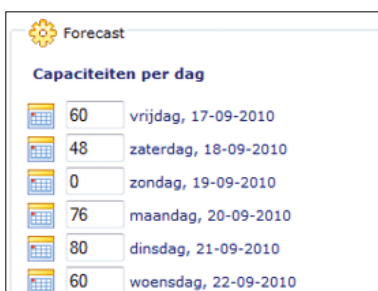 Forecast
Capaciteiten per dag
60 vrijdag, 17-09-2010
48 zaterdag, 18-09-2010
0 zondag, 19-09-2010
76 maandag, 20-09-2010
80 dinsdag, 21-09-2010
60 woensdag, 22-09-2010